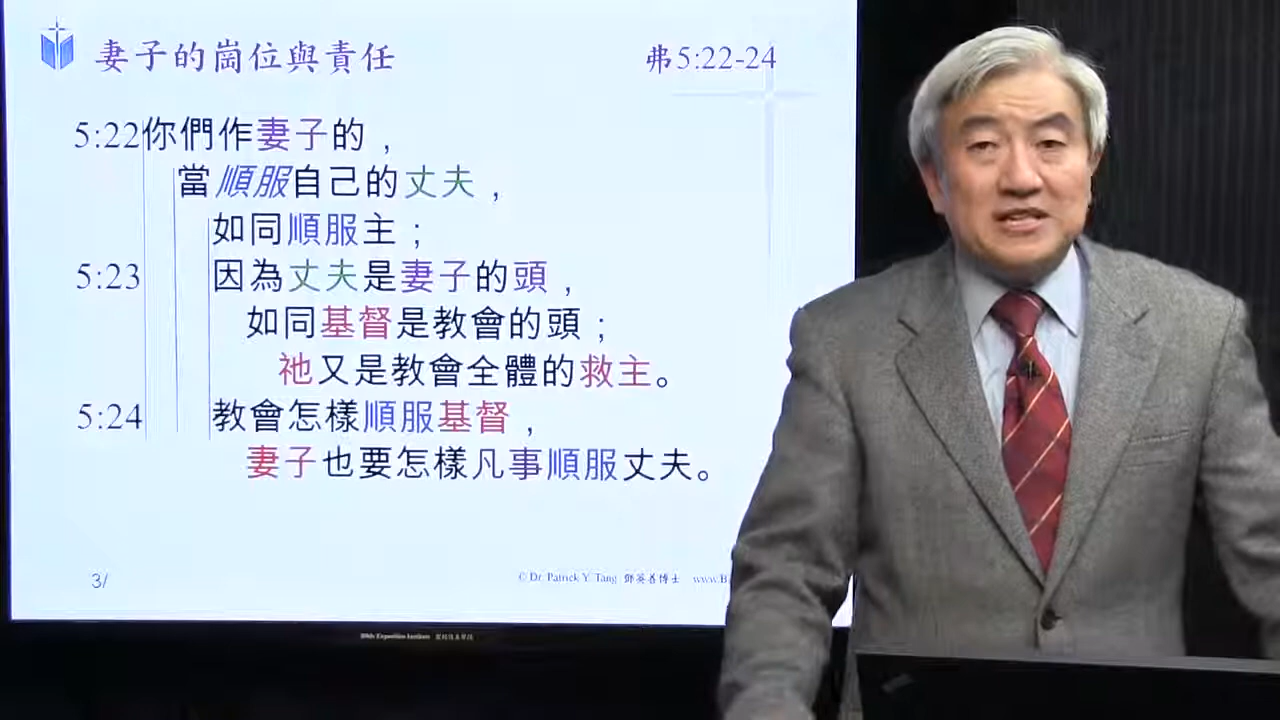 妻子的崗位與責任
弗5:22-24
5:22你們作妻子的，
當順服自己的丈夫，
如同順服主；
5:23 因為丈夫是妻子的頭，
如同基督是教會的頭；
祂又是教會全體的救主。
5:24 教會怎樣順服基督，
妻子也要怎樣凡事順服丈夫。
3/
© Dr. Patrick Y. Tang 鄧英善博士 www.B
Bible Exposition Institute